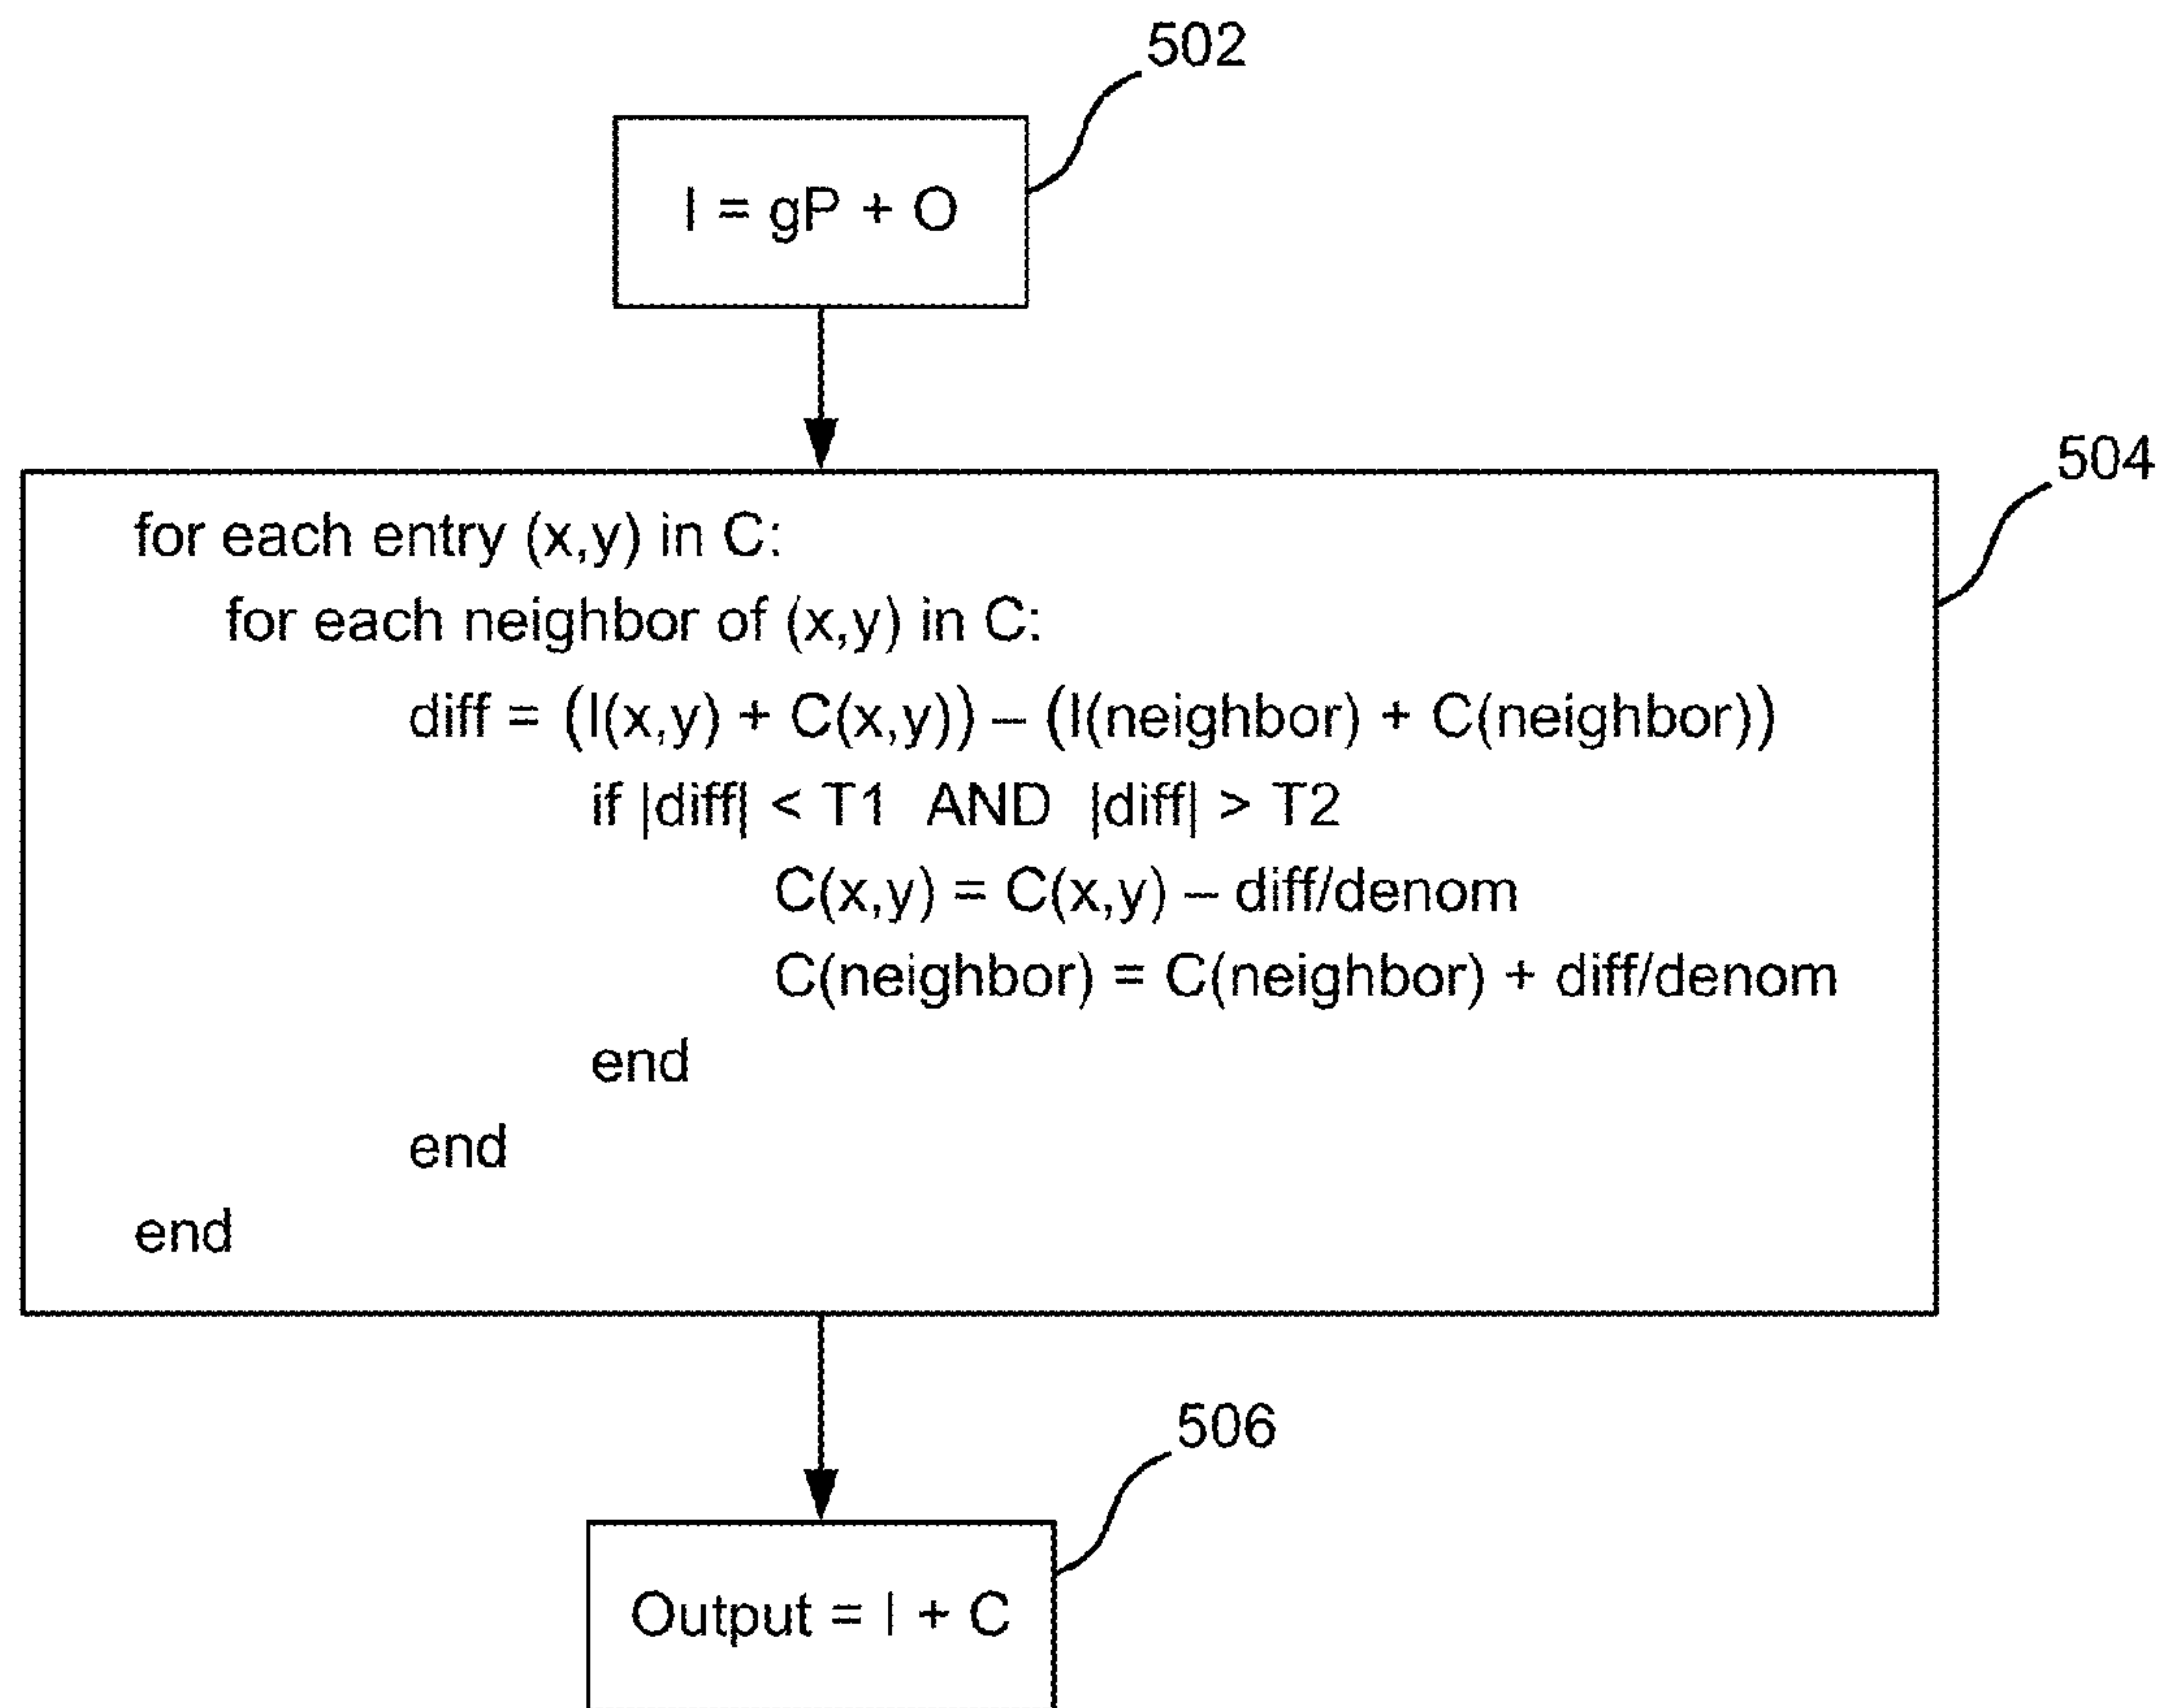 502
I = gP + O
504
for each entry (x,y) in C:
for each neighbor of (x,y) in C:
diff = (I(x,y) + C(x,y)) – (I(neighbor) + C(neighbor))
if |diff| < T1 AND |diff| > T2
C(x,y) = C(x,y) – diff/denom
C(neighbor) = C(neighbor) + diff/denom
end
end
end
506
Output = I + C